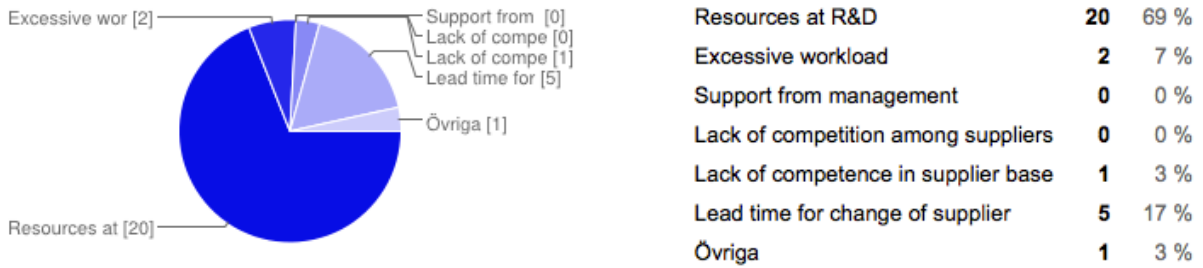 Excessive wor [2]
Support from [0]
Lack of compe [0]
Lack of compe [1]
Lead time for [5]
Övriga [1]
Resources at [20]
Resources at R&D 20 69 %
Excessive workload 2 7 %
Support from management 0 0 %
Lack of competition among suppliers 0 0 %
Lack of competence in supplier base 1 3 %
Lead time for change of supplier 5 17 %
Övriga 1 3 %